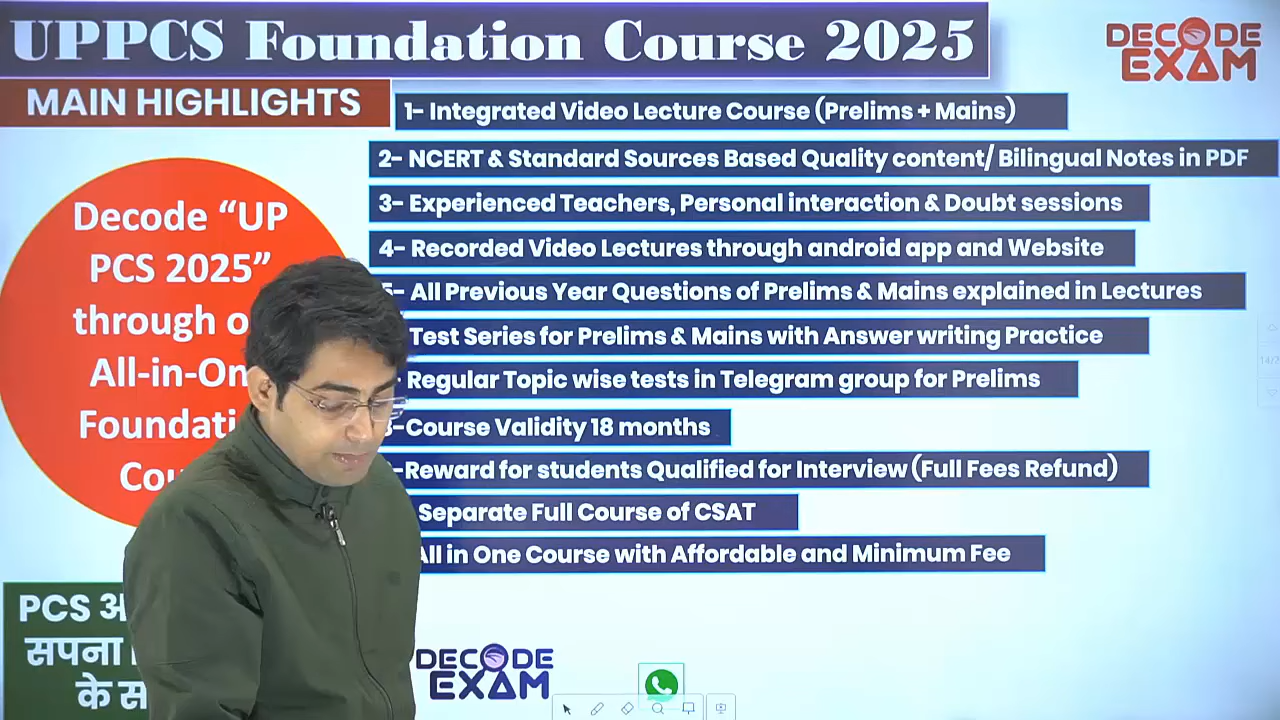 UPPCS Foundation Course 2025
DECODE
EXAM
MAIN HIGHLIGHTS
1- Integrated Video Lecture Course (Prelims + Mains)
2- NCERT & Standard Sources Based Quality content/ Bilingual Notes in PDF
3- Experienced Teachers, Personal interaction & Doubt sessions
4- Recorded Video Lectures through android app and Website
5- All Previous Year Questions of Prelims & Mains explained in Lectures
Test Series for Prelims & Mains with Answer writing Practice
Regular Topic wise tests in Telegram group for Prelims
-Course Validity 18 months
-Reward for students Qualified for Interview (Full Fees Refund)
Separate Full Course of CSAT
All in One Course with Affordable and Minimum Fee
Decode “UP
PCS 2025”
through
All-in-On
Foundati
Cou
PCS
सपना
के
DECODE
EXAM